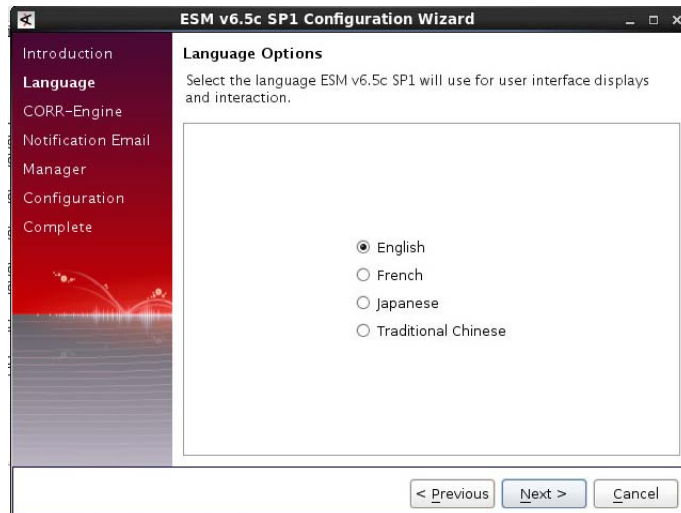 ESM v6.5c SP1 Configuration Wizard
Introduction
Language
CORR-Engine
Notification Email
Manager
Configuration
Complete
Language Options
Select the language ESM v6.5c SP1 will use for user interface displays
and interaction.
English
French
Japanese
Traditional Chinese
< Previous
Next >
Cancel